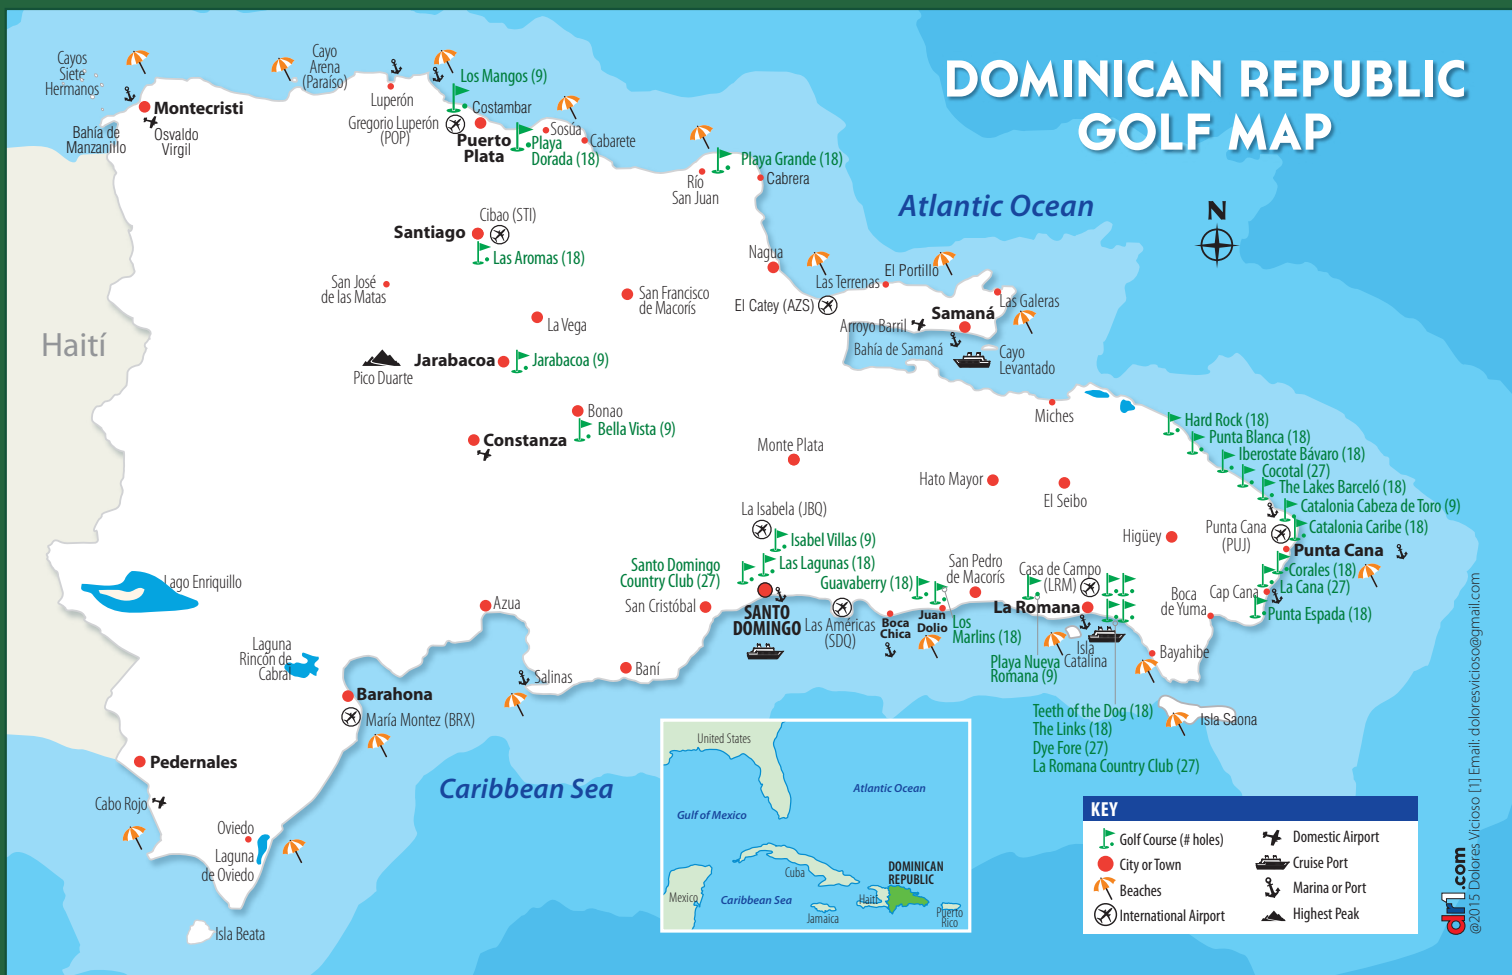 DOMINICAN REPUBLIC
GOLF MAP
Cayos
Siete
Hermanos
Cayo
Arena
(Paraíso)
Luperón
Los Mangos (9)
Costambar
Montecristi
Bahía de
Manzanillo
Osvaldo
Virgil
Gregorio Luperón
(POP)
Puerto
Plata
Playa
Dorada (18)
Sosúa
Cabarete
Río
San Juan
Playa Grande (18)
Cabrera
Atlantic Ocean
N
Cibao (STI)
Santiago
Las Aromas (18)
San José
de las Matas
San Francisco
de Macorís
La Vega
Nagua
Las Terrenas
El Portillo
El Catey (AZS)
Las Galeras
Samaná
Arroyo Barril
Bahía de Samaná
Cayo
Levantado
Haití
Pico Duarte
Jarabacoa
Jarabacoa (9)
Bonao
Bella Vista (9)
Constanza
Miches
Monte Plata
Hato Mayor
El Seibo
Higüey
Hard Rock (18)
Punta Blanca (18)
Iberostate Bávaro (18)
Cocotal (27)
The Lakes Barceló (18)
Catalonia Cabeza de Toro (9)
Catalonia Caribe (18)
Punta Cana
(PUJ)
Punta Cana
Corales (18)
La Cana (27)
Cap Cana
Punta Espada (18)
Boca
de Yuma
La Isabela (JBQ)
Isabel Villas (9)
Las Lagunas (18)
Santo Domingo
Country Club (27)
San Cristóbal
SANTO
DOMINGO
Las Américas
(SDQ)
Guavaberry (18)
Boca
Chica
Juan
Dolio
Los
Marlins (18)
San Pedro
de Macorís
Casa de Campo
(LRM)
La Romana
Playa Nueva
Romana (9)
Isla
Catalina
Bayahibe
Isla Saona
Teeth of the Dog (18)
The Links (18)
Dye Fore (27)
La Romana Country Club (27)
Lago Enriquillo
Laguna
Rincón de
Cabral
Azua
Salinas
Baní
Barahona
María Montez (BRX)
Pedernales
Cabo Rojo
Oviedo
Laguna
de Oviedo
Isla Beata
Caribbean Sea
United States
Atlantic Ocean
Gulf of Mexico
Mexico
Cuba
Caribbean Sea
Jamaica
Haití
DOMINICAN
REPUBLIC
Puerto
Rico
KEY
Golf Course (# holes)
City or Town
Beaches
International Airport
Domestic Airport
Cruise Port
Marina or Port
Highest Peak
dr1.com
@2015 Dolores Vicioso [1] Email: doloresvicioso@gmail.com